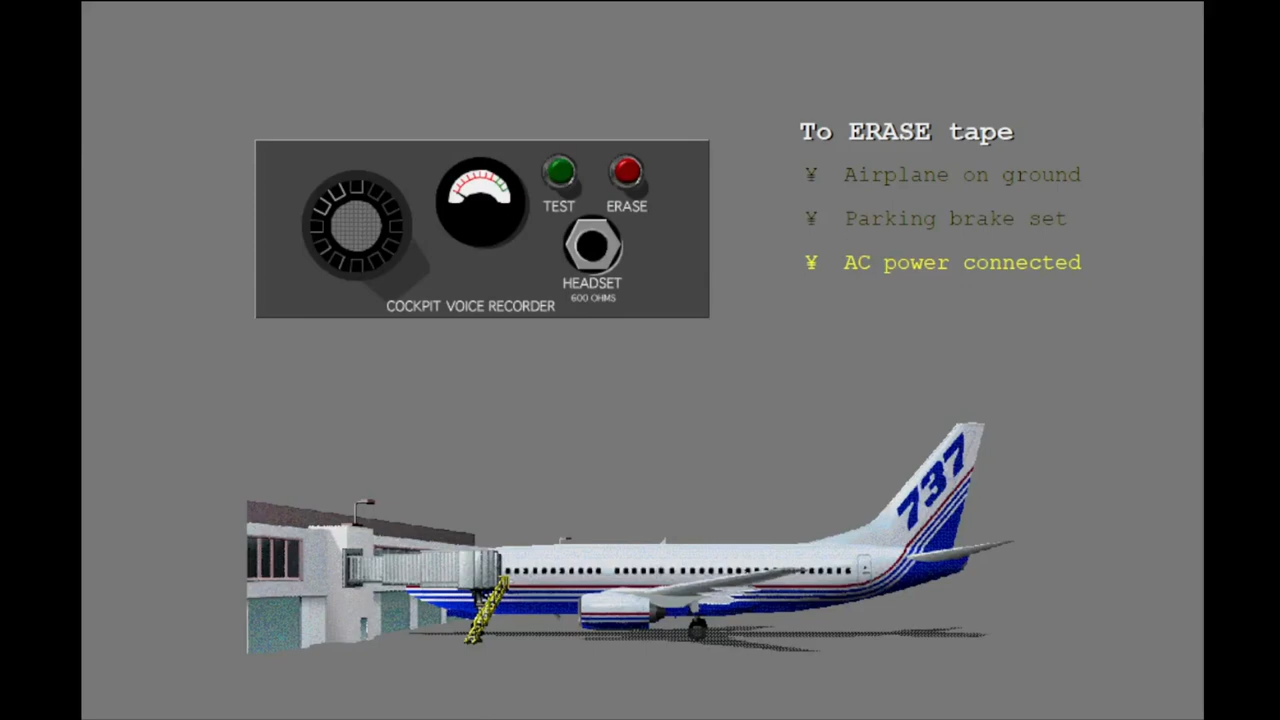 To ERASE tape
¥ Airplane on ground
¥ Parking brake set
¥ AC power connected
TEST ERASE
HEADSET
600 OHMS
COCKPIT VOICE RECORDER
737